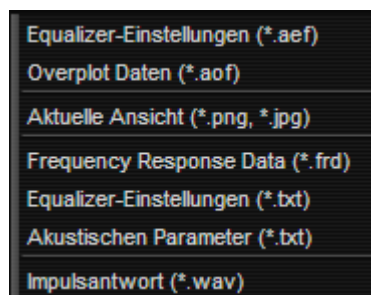 Equalizer-Einstellungen (*.aef)
Overplot Daten (*.aof)
Aktuelle Ansicht (*.png, *.jpg)
Frequency Response Data (*.frd)
Equalizer-Einstellungen (*.txt)
Akustischen Parameter (*.txt)
Impulsantwort (*.wav)